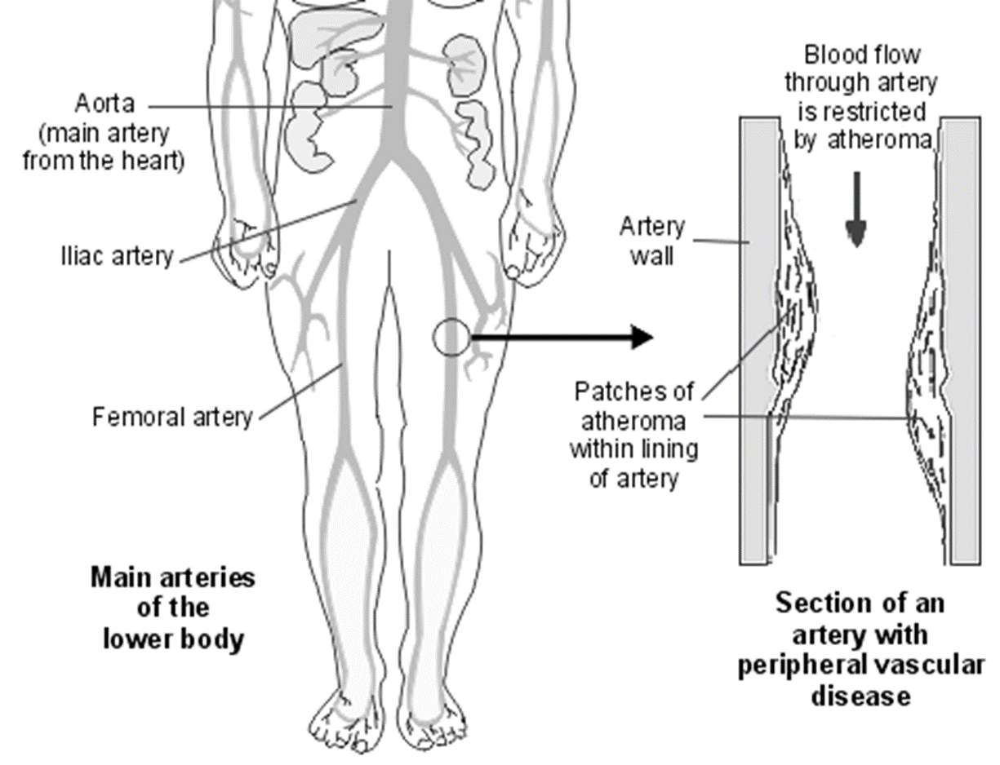 Aorta
(main artery
from the heart)
Iliac artery
Femoral artery
Main arteries
of the
lower body
Blood flow
through artery
is restricted
by atheroma
Artery
wall
Patches of
atheroma
within lining
of artery
Section of an
artery with
peripheral vascular
disease